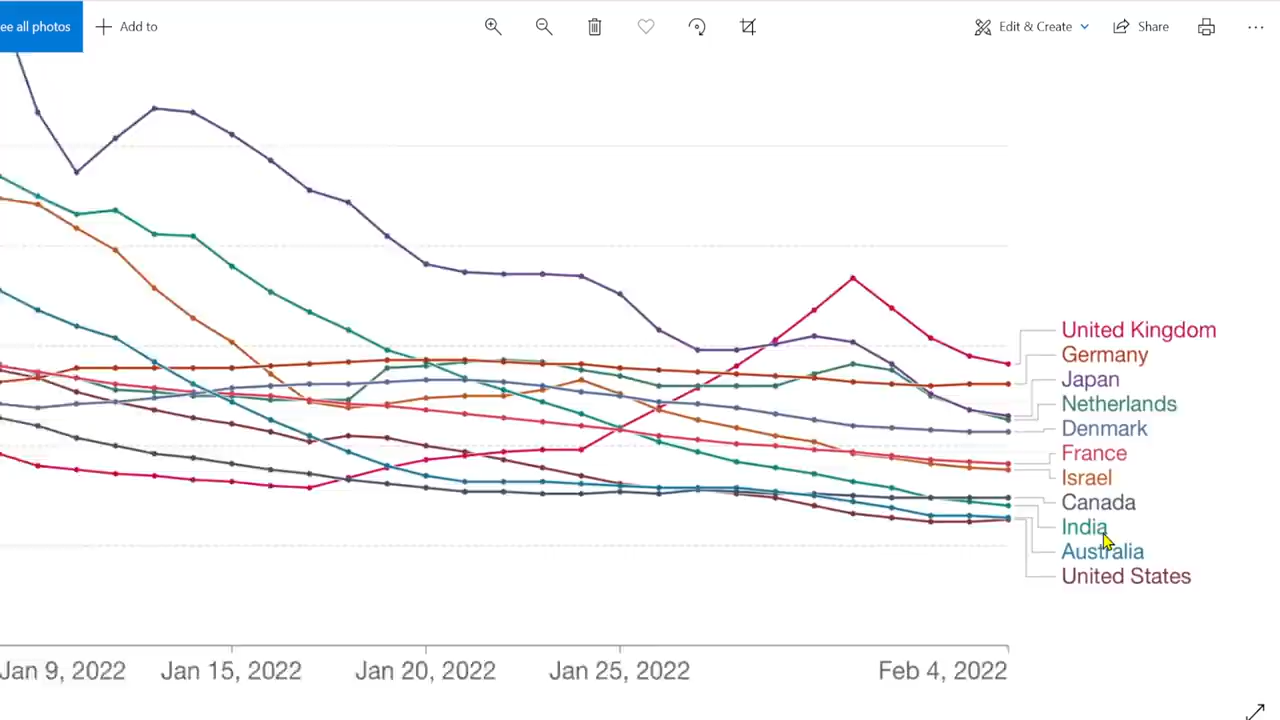 ee all photos
Add to
Edit & Create
Share
United Kingdom
Germany
Japan
Netherlands
Denmark
France
Israel
Canada
India
Australia
United States
Jan 9, 2022
Jan 15, 2022
Jan 20, 2022
Jan 25, 2022
Feb 4, 2022